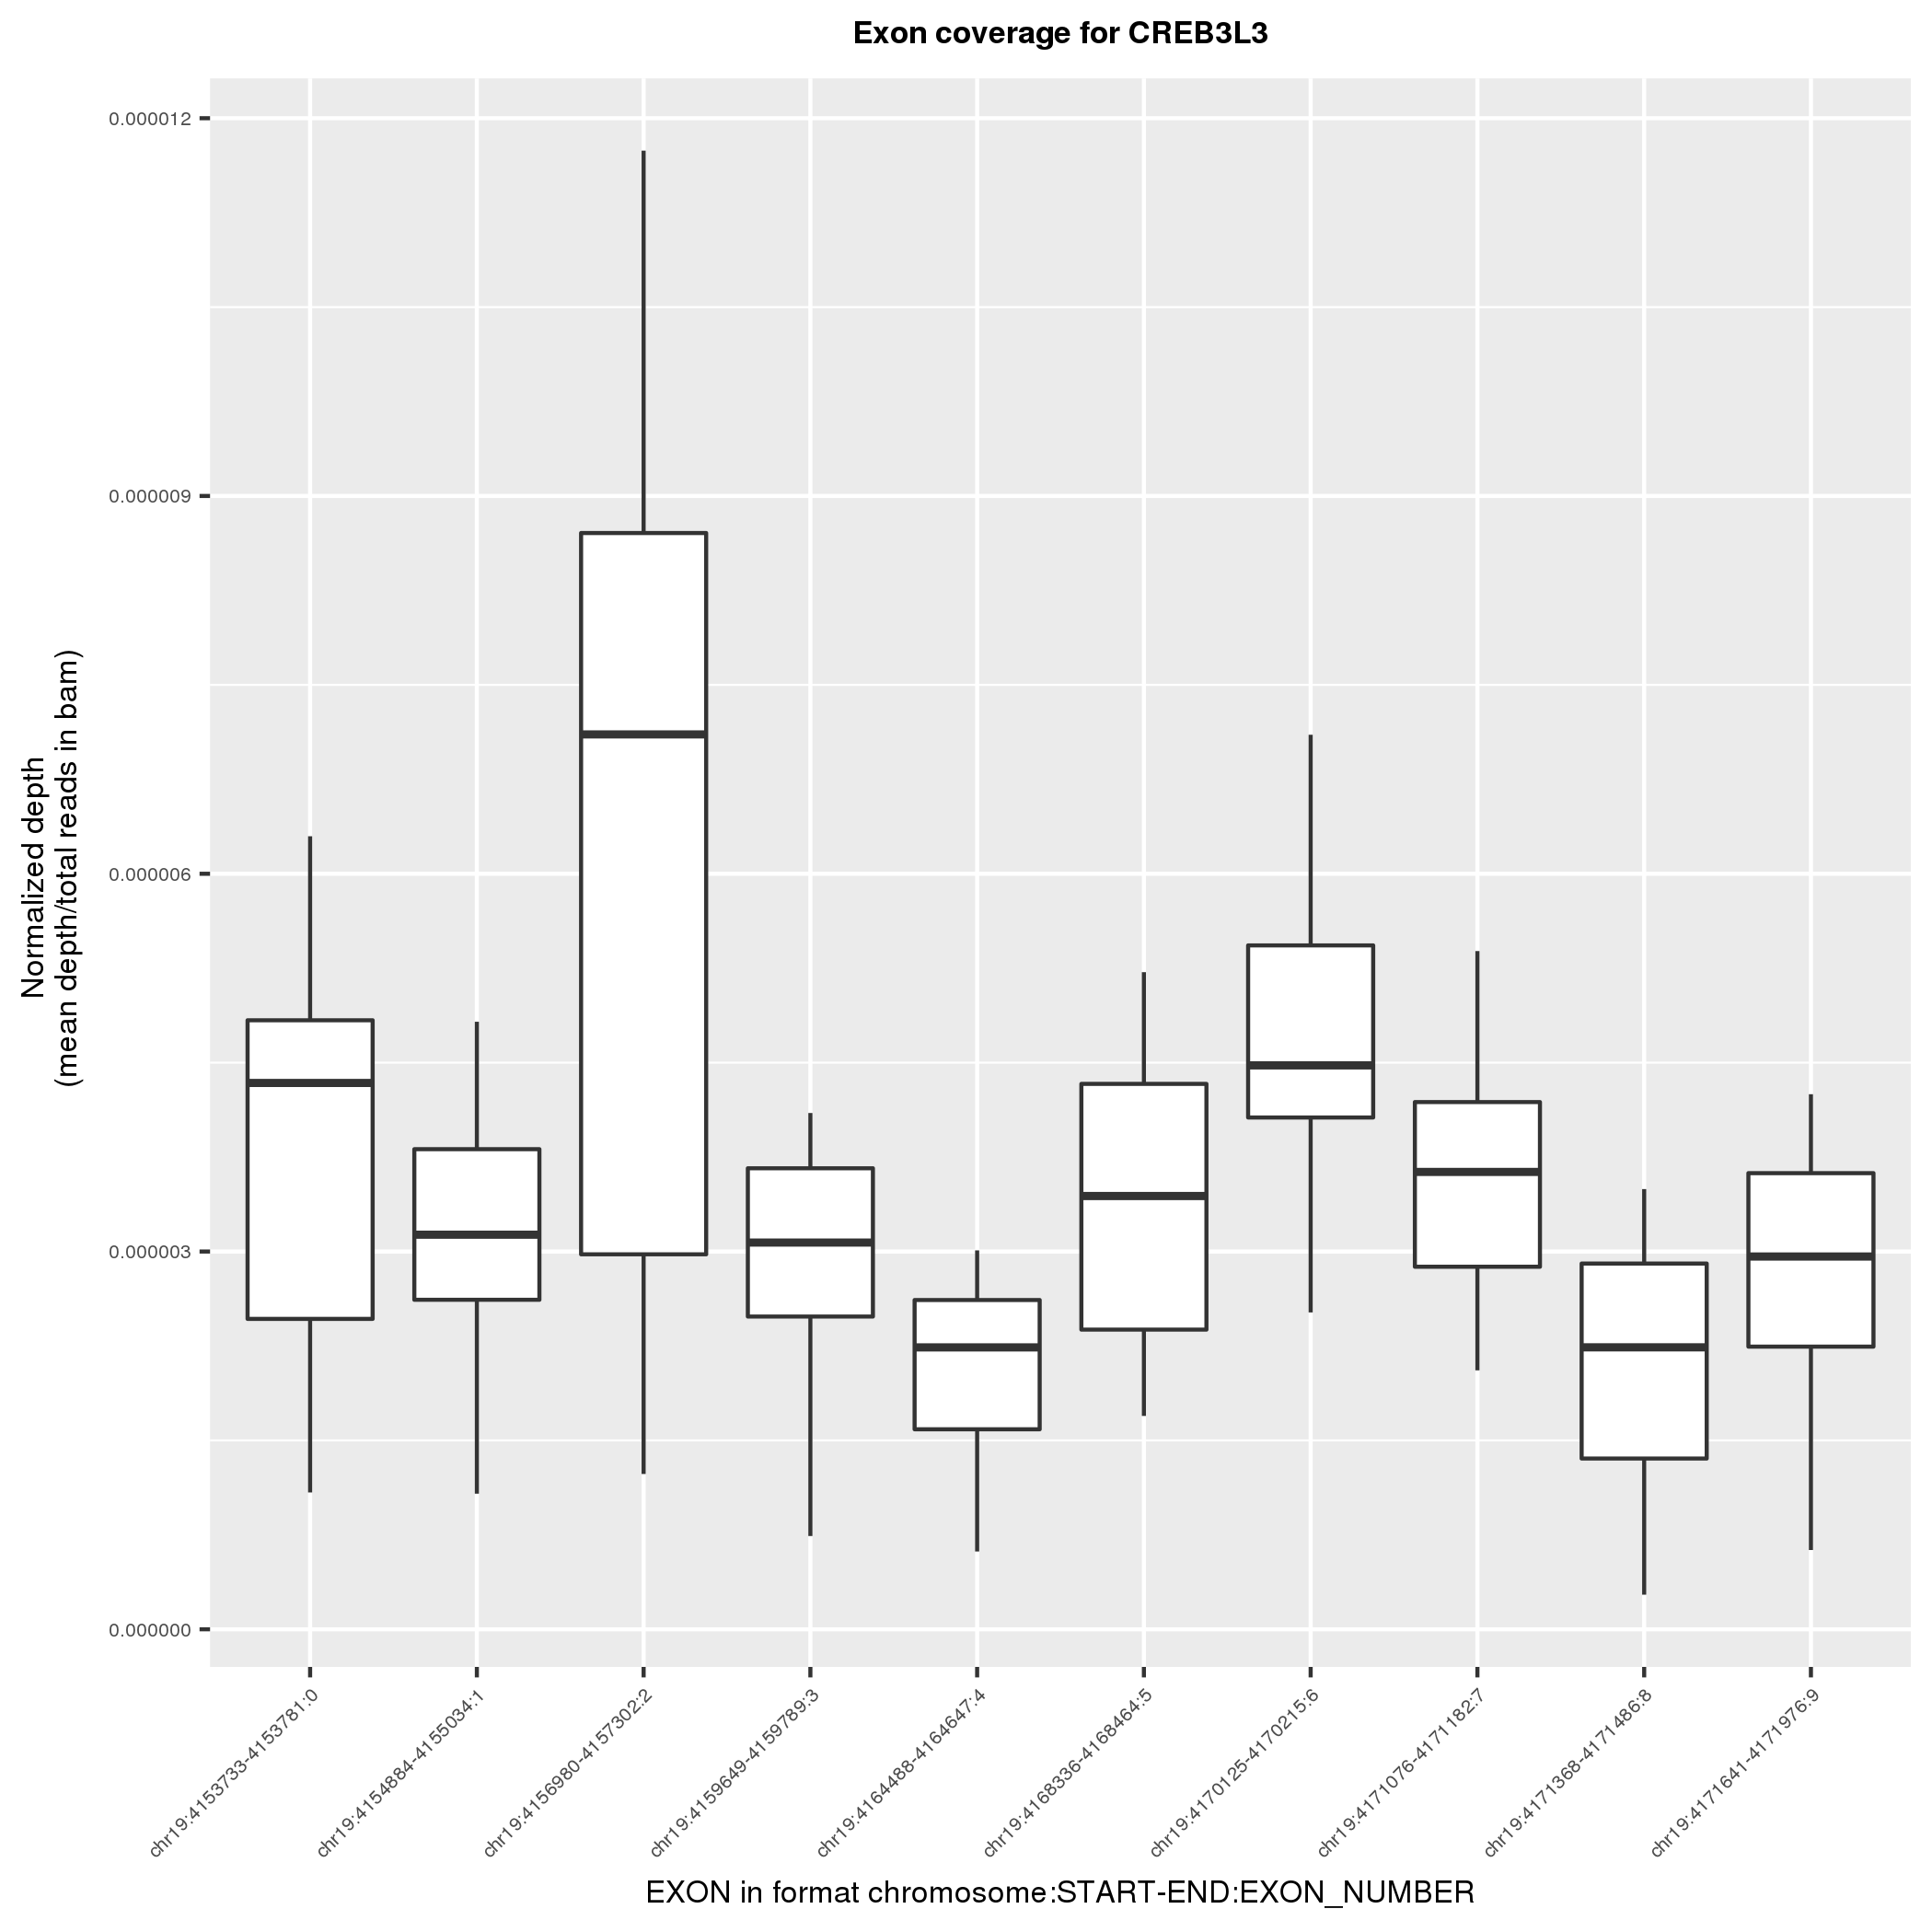 Exon coverage for CREB3L3
0.000012
0.000009
0.000006
0.000003
0.000000
Normalized depth
(mean depth/total reads in bam)
chr19:4153733-4153781:0
chr19:4154884-4155034:1
chr19:4156980-4157302:2
chr19:4159649-4159789:3
chr19:4164488-4164647:4
chr19:4168336-4168464:5
chr19:4170125-4170215:6
chr19:4171076-4171182:7
chr19:4171368-4171486:8
chr19:4171641-4171976:9
EXON in format chromosome:START-END:EXON_NUMBER